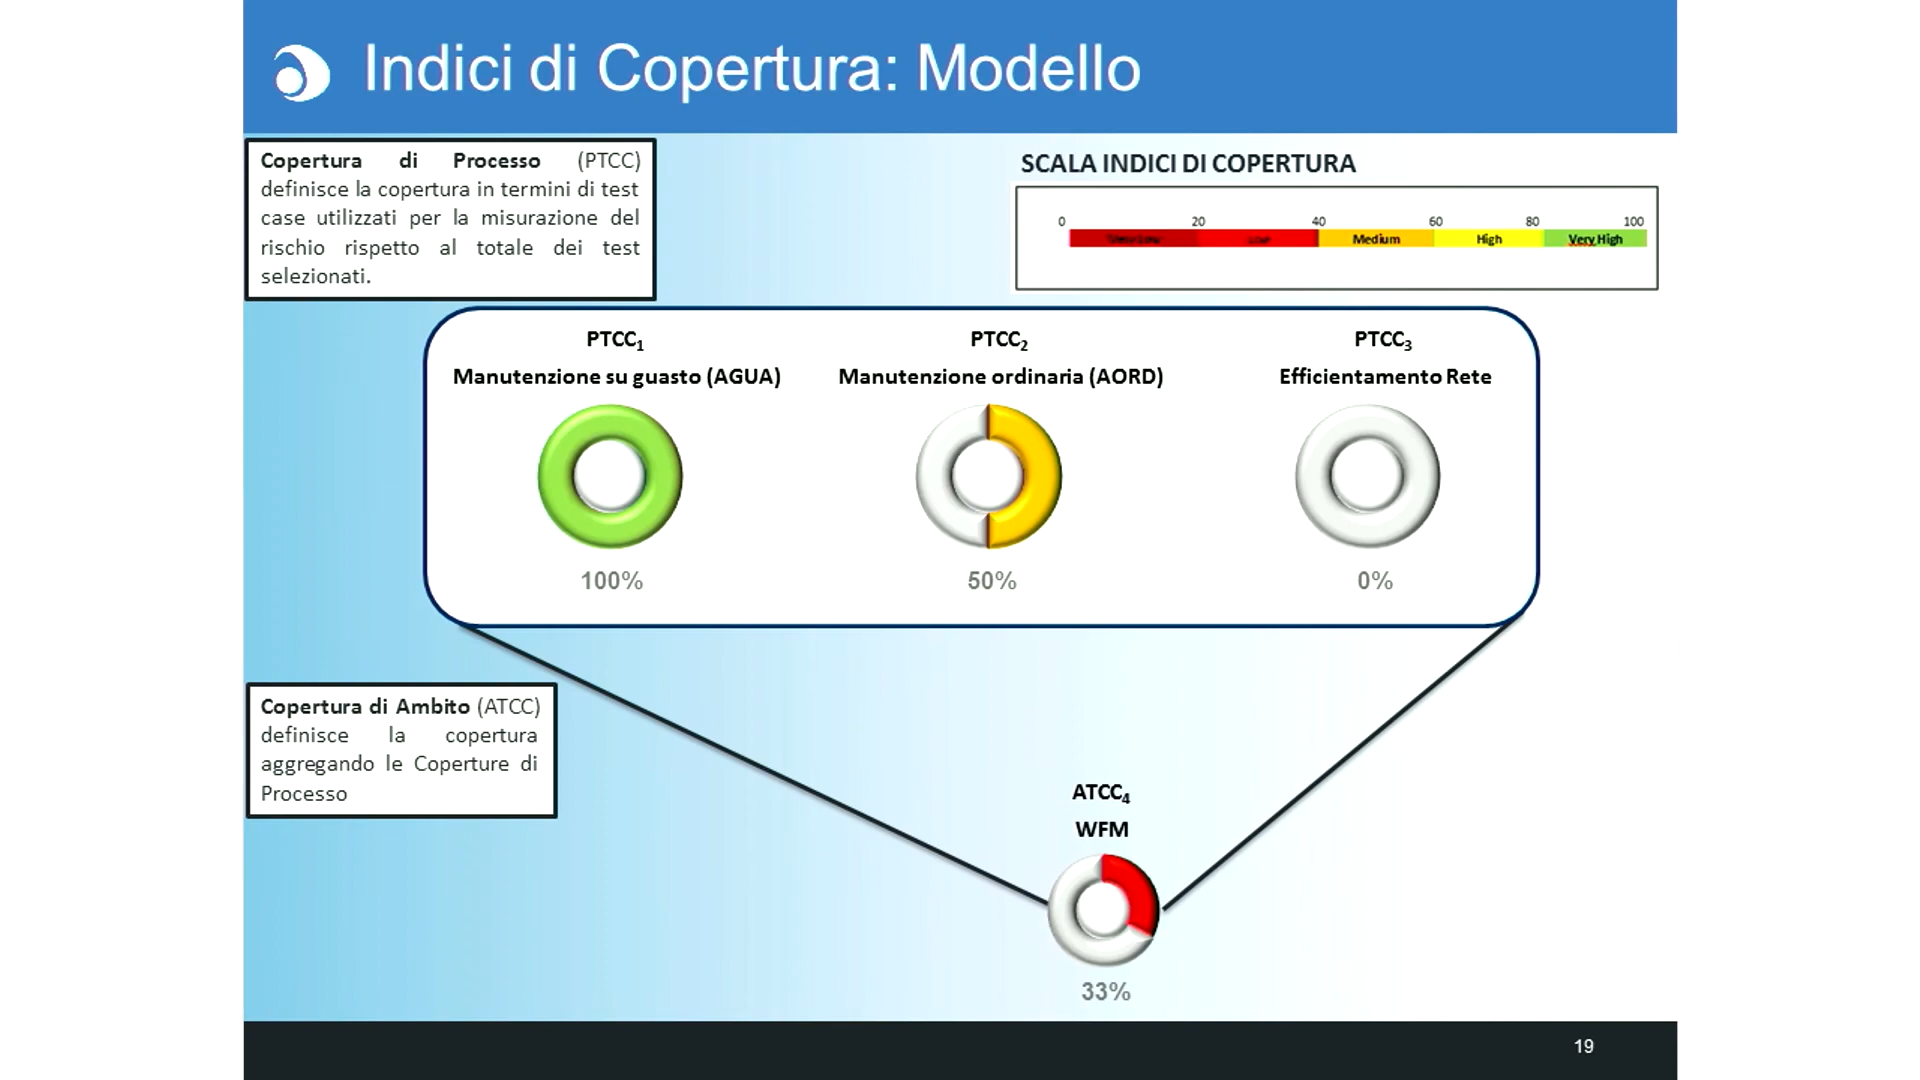 Indici di Copertura: Modello
Copertura di Processo (PTCC)
definisce la copertura in termini di test
case utilizzati per la misurazione del
rischio rispetto al totale dei test
selezionati.
SCALA INDICI DI COPERTURA
0 20 40 60 80 100
Medium High Very High
PTCC1 PTCC2 PTCC3
Manutenzione su guasto (AGUA) Manutenzione ordinaria (AORD) Efficientamento Rete
100% 50% 0%
Copertura di Ambito (ATCC)
definisce la copertura
aggregando le Coperture di
Processo
ATCC4
WFM
33%
19